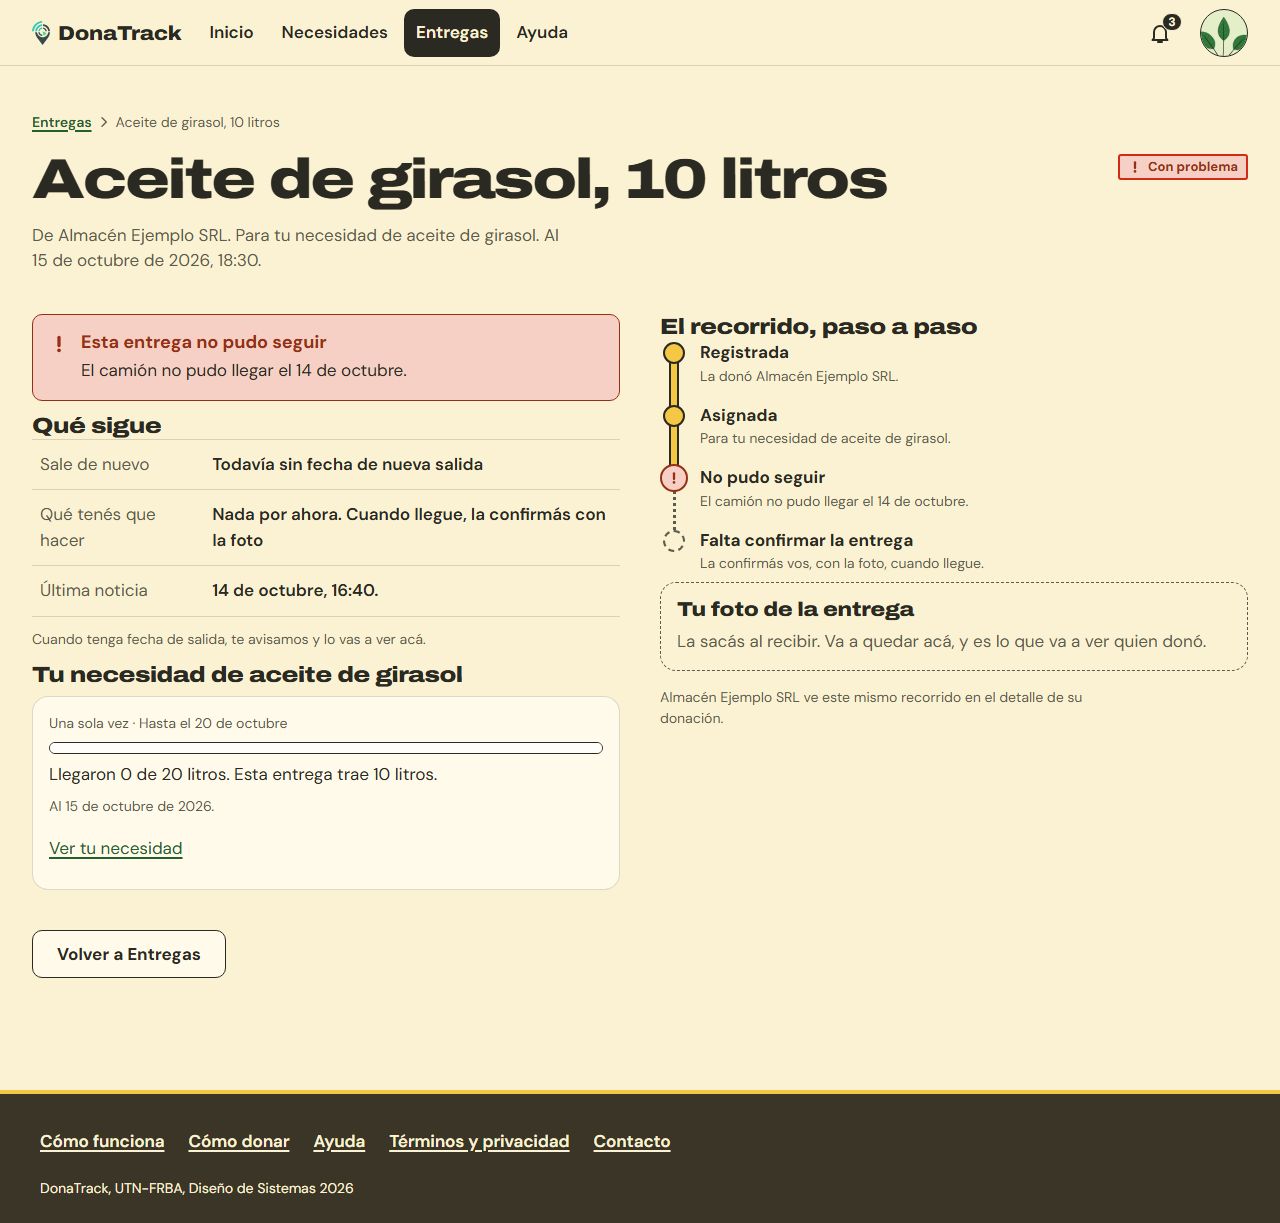 DonaTrack
Inicio
Necesidades
Entregas
Ayuda
3
Entregas > Aceite de girasol, 10 litros
Aceite de girasol, 10 litros
! Con problema
De Almacén Ejemplo SRL. Para tu necesidad de aceite de girasol. Al
15 de octubre de 2026, 18:30.
! Esta entrega no pudo seguir
El camión no pudo llegar el 14 de octubre.
Qué sigue
Sale de nuevo
Todavía sin fecha de nueva salida
Qué tenés que
hacer
Nada por ahora. Cuando llegue, la confirmás con
la foto
Última noticia
14 de octubre, 16:40.
Cuando tenga fecha de salida, te avisamos y lo vas a ver acá.
Tu necesidad de aceite de girasol
Una sola vez · Hasta el 20 de octubre
Llegaron 0 de 20 litros. Esta entrega trae 10 litros.
Al 15 de octubre de 2026.
Ver tu necesidad
Volver a Entregas
El recorrido, paso a paso
Registrada
La donó Almacén Ejemplo SRL.
Asignada
Para tu necesidad de aceite de girasol.
! No pudo seguir
El camión no pudo llegar el 14 de octubre.
Falta confirmar la entrega
La confirmás vos, con la foto, cuando llegue.
Tu foto de la entrega
La sacás al recibir. Va a quedar acá, y es lo que va a ver quien donó.
Almacén Ejemplo SRL ve este mismo recorrido en el detalle de su
donación.
Cómo funciona
Cómo donar
Ayuda
Términos y privacidad
Contacto
DonaTrack, UTN-FRBA, Diseño de Sistemas 2026